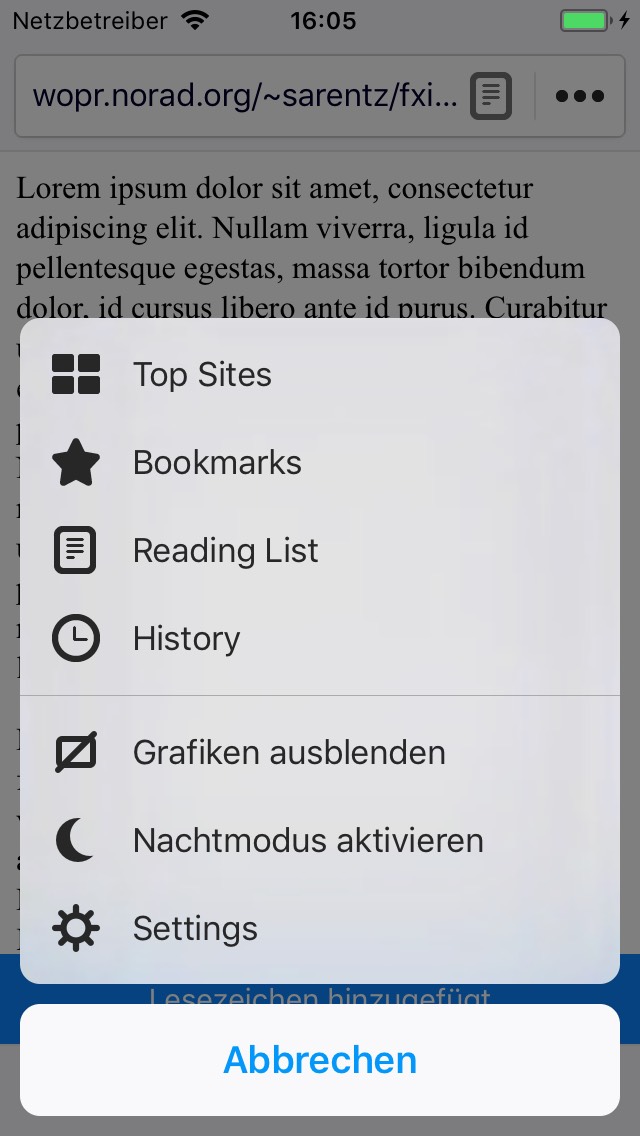 Netzbetreiber 16:05
wopr.norad.org/~sarentz/fxi...
Lorem ipsum dolor sit amet, consectetur
adipiscing elit. Nullam viverra, ligula id
pellentesque egestas, massa tortor bibendum
dolor, id cursus libero ante id purus. Curabitur
Top Sites
Bookmarks
Reading List
History
Grafiken ausblenden
Nachtmodus aktivieren
Settings
Lesezeichen hinzugefügt
Abbrechen